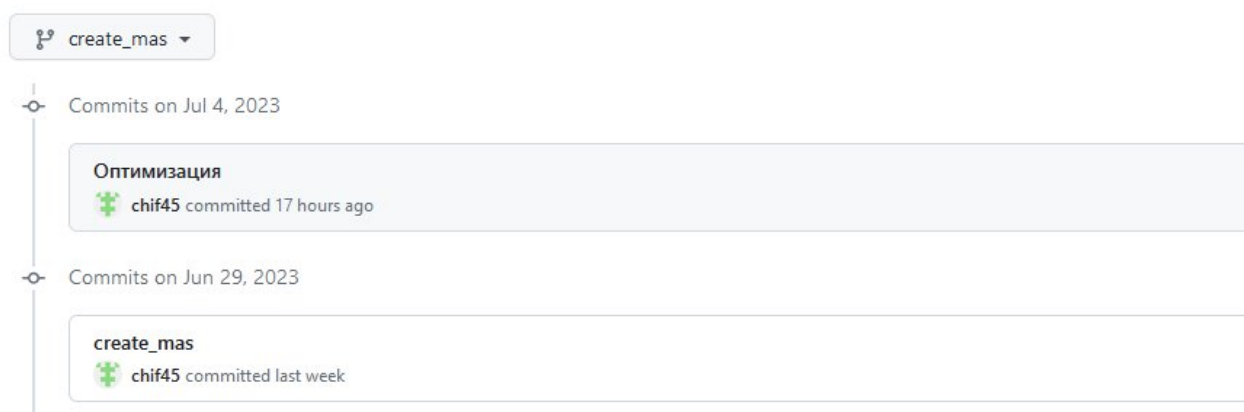 create_mas
Commits on Jul 4, 2023
Оптимизация
chif45 committed 17 hours ago
Commits on Jun 29, 2023
create_mas
chif45 committed last week